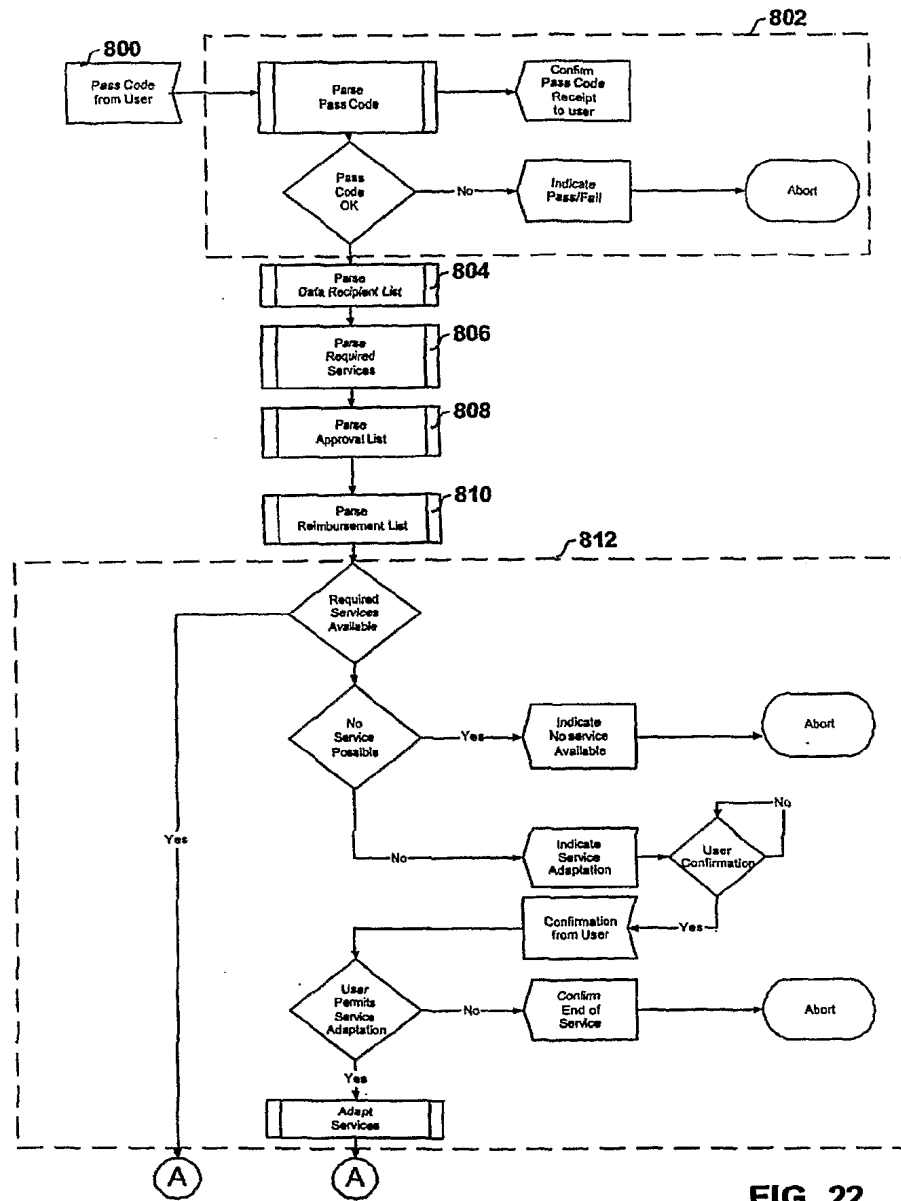 802
800
Pass Code
from User
Parse
Pass Code
Confirm
Pass Code
Receipt
to user
Pass
Code
OK
No
Indicate
Pass/Fail
Abort
Parse
Data Recipient List
804
Parse
Required
Services
806
Parse
Approval List
808
Parse
Reimbursement List
810
812
Required
Services
Available
No
Service
Possible
Yes
Indicate
No service
Available
Abort
Yes
No
Indicate
Service
Adaptation
User
Confirmation
No
Confirmation
from User
Yes
User
Permits
Service
Adaptation
No
Confirm
End of
Service
Abort
Yes
Adapt
Services
A
A
FIG. 22